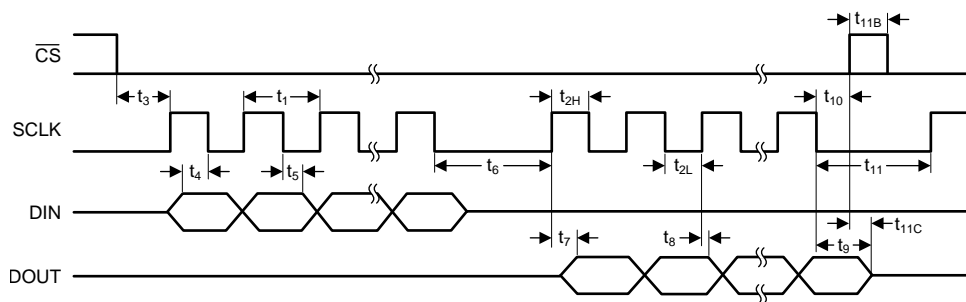 t11B
CS
t3
t1
t2H
t10
SCLK
t4
t5
t6
t2L
t11
DIN
t11C
t7
t8
t9
DOUT